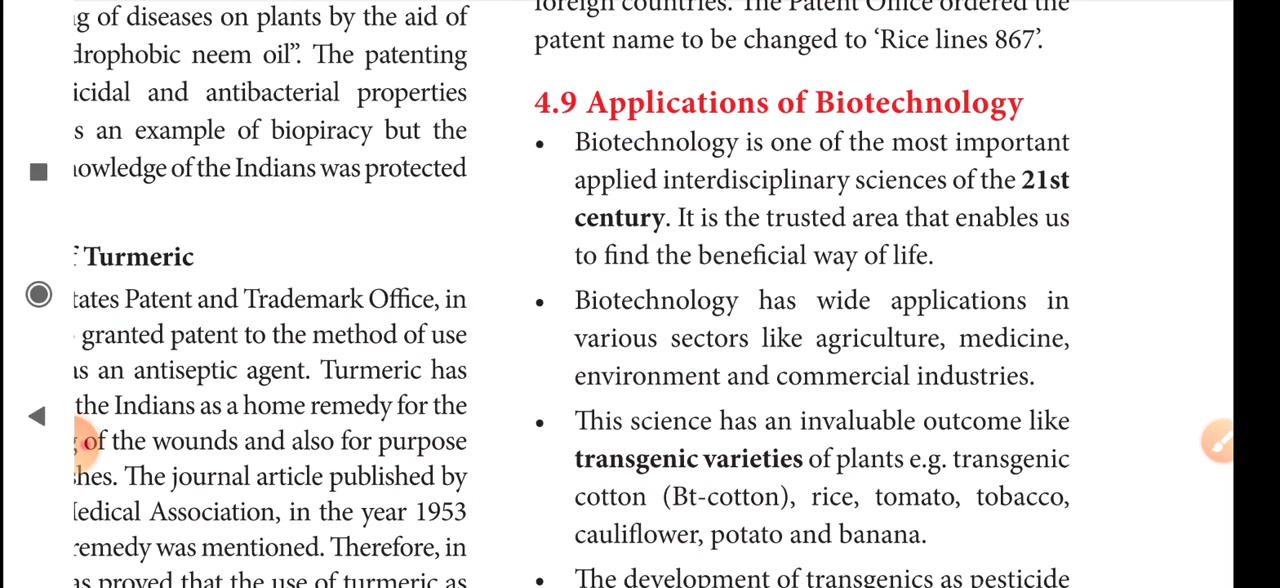 of diseases on plants by the aid of
neem oil”. The patenting
and antibacterial properties
an example of biopiracy but the
of the Indians was protected
Turmeric
Patent and Trademark Office, in
granted patent to the method of use
an antiseptic agent. Turmeric has
the Indians as a home remedy for the
of the wounds and also for purpose
The journal article published by
Association, in the year 1953
remedy was mentioned. Therefore, in
proved that the use of turmeric as
foreign countries. The Patent Office ordered the
patent name to be changed to ‘Rice lines 867’.
4.9 Applications of Biotechnology
• Biotechnology is one of the most important
applied interdisciplinary sciences of the 21st
century. It is the trusted area that enables us
to find the beneficial way of life.
• Biotechnology has wide applications in
various sectors like agriculture, medicine,
environment and commercial industries.
• This science has an invaluable outcome like
transgenic varieties of plants e.g. transgenic
cotton (Bt-cotton), rice, tomato, tobacco,
cauliflower, potato and banana.
• The development of transgenics as pesticide